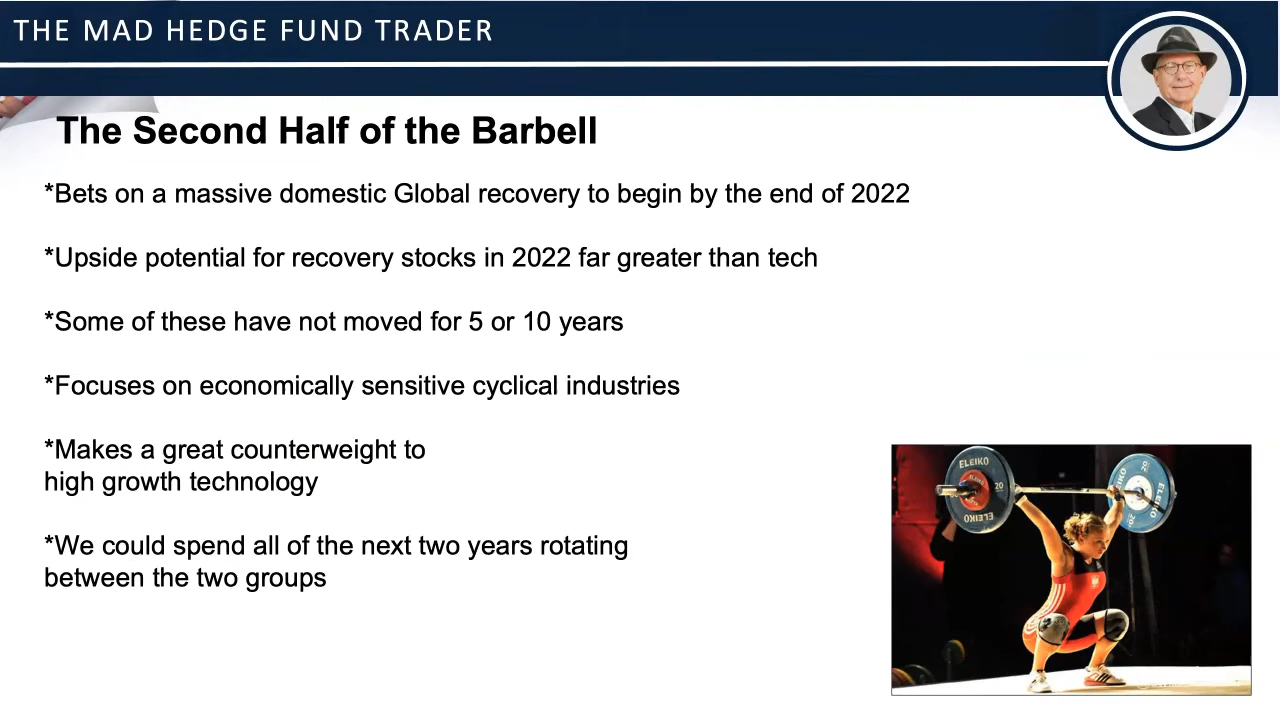 THE MAD HEDGE FUND TRADER
The Second Half of the Barbell
*Bets on a massive domestic Global recovery to begin by the end of 2022
*Upside potential for recovery stocks in 2022 far greater than tech
*Some of these have not moved for 5 or 10 years
*Focuses on economically sensitive cyclical industries
*Makes a great counterweight to
high growth technology
*We could spend all of the next two years rotating
between the two groups
ELEIKO
20
ELEIKO
ELEIKO
20